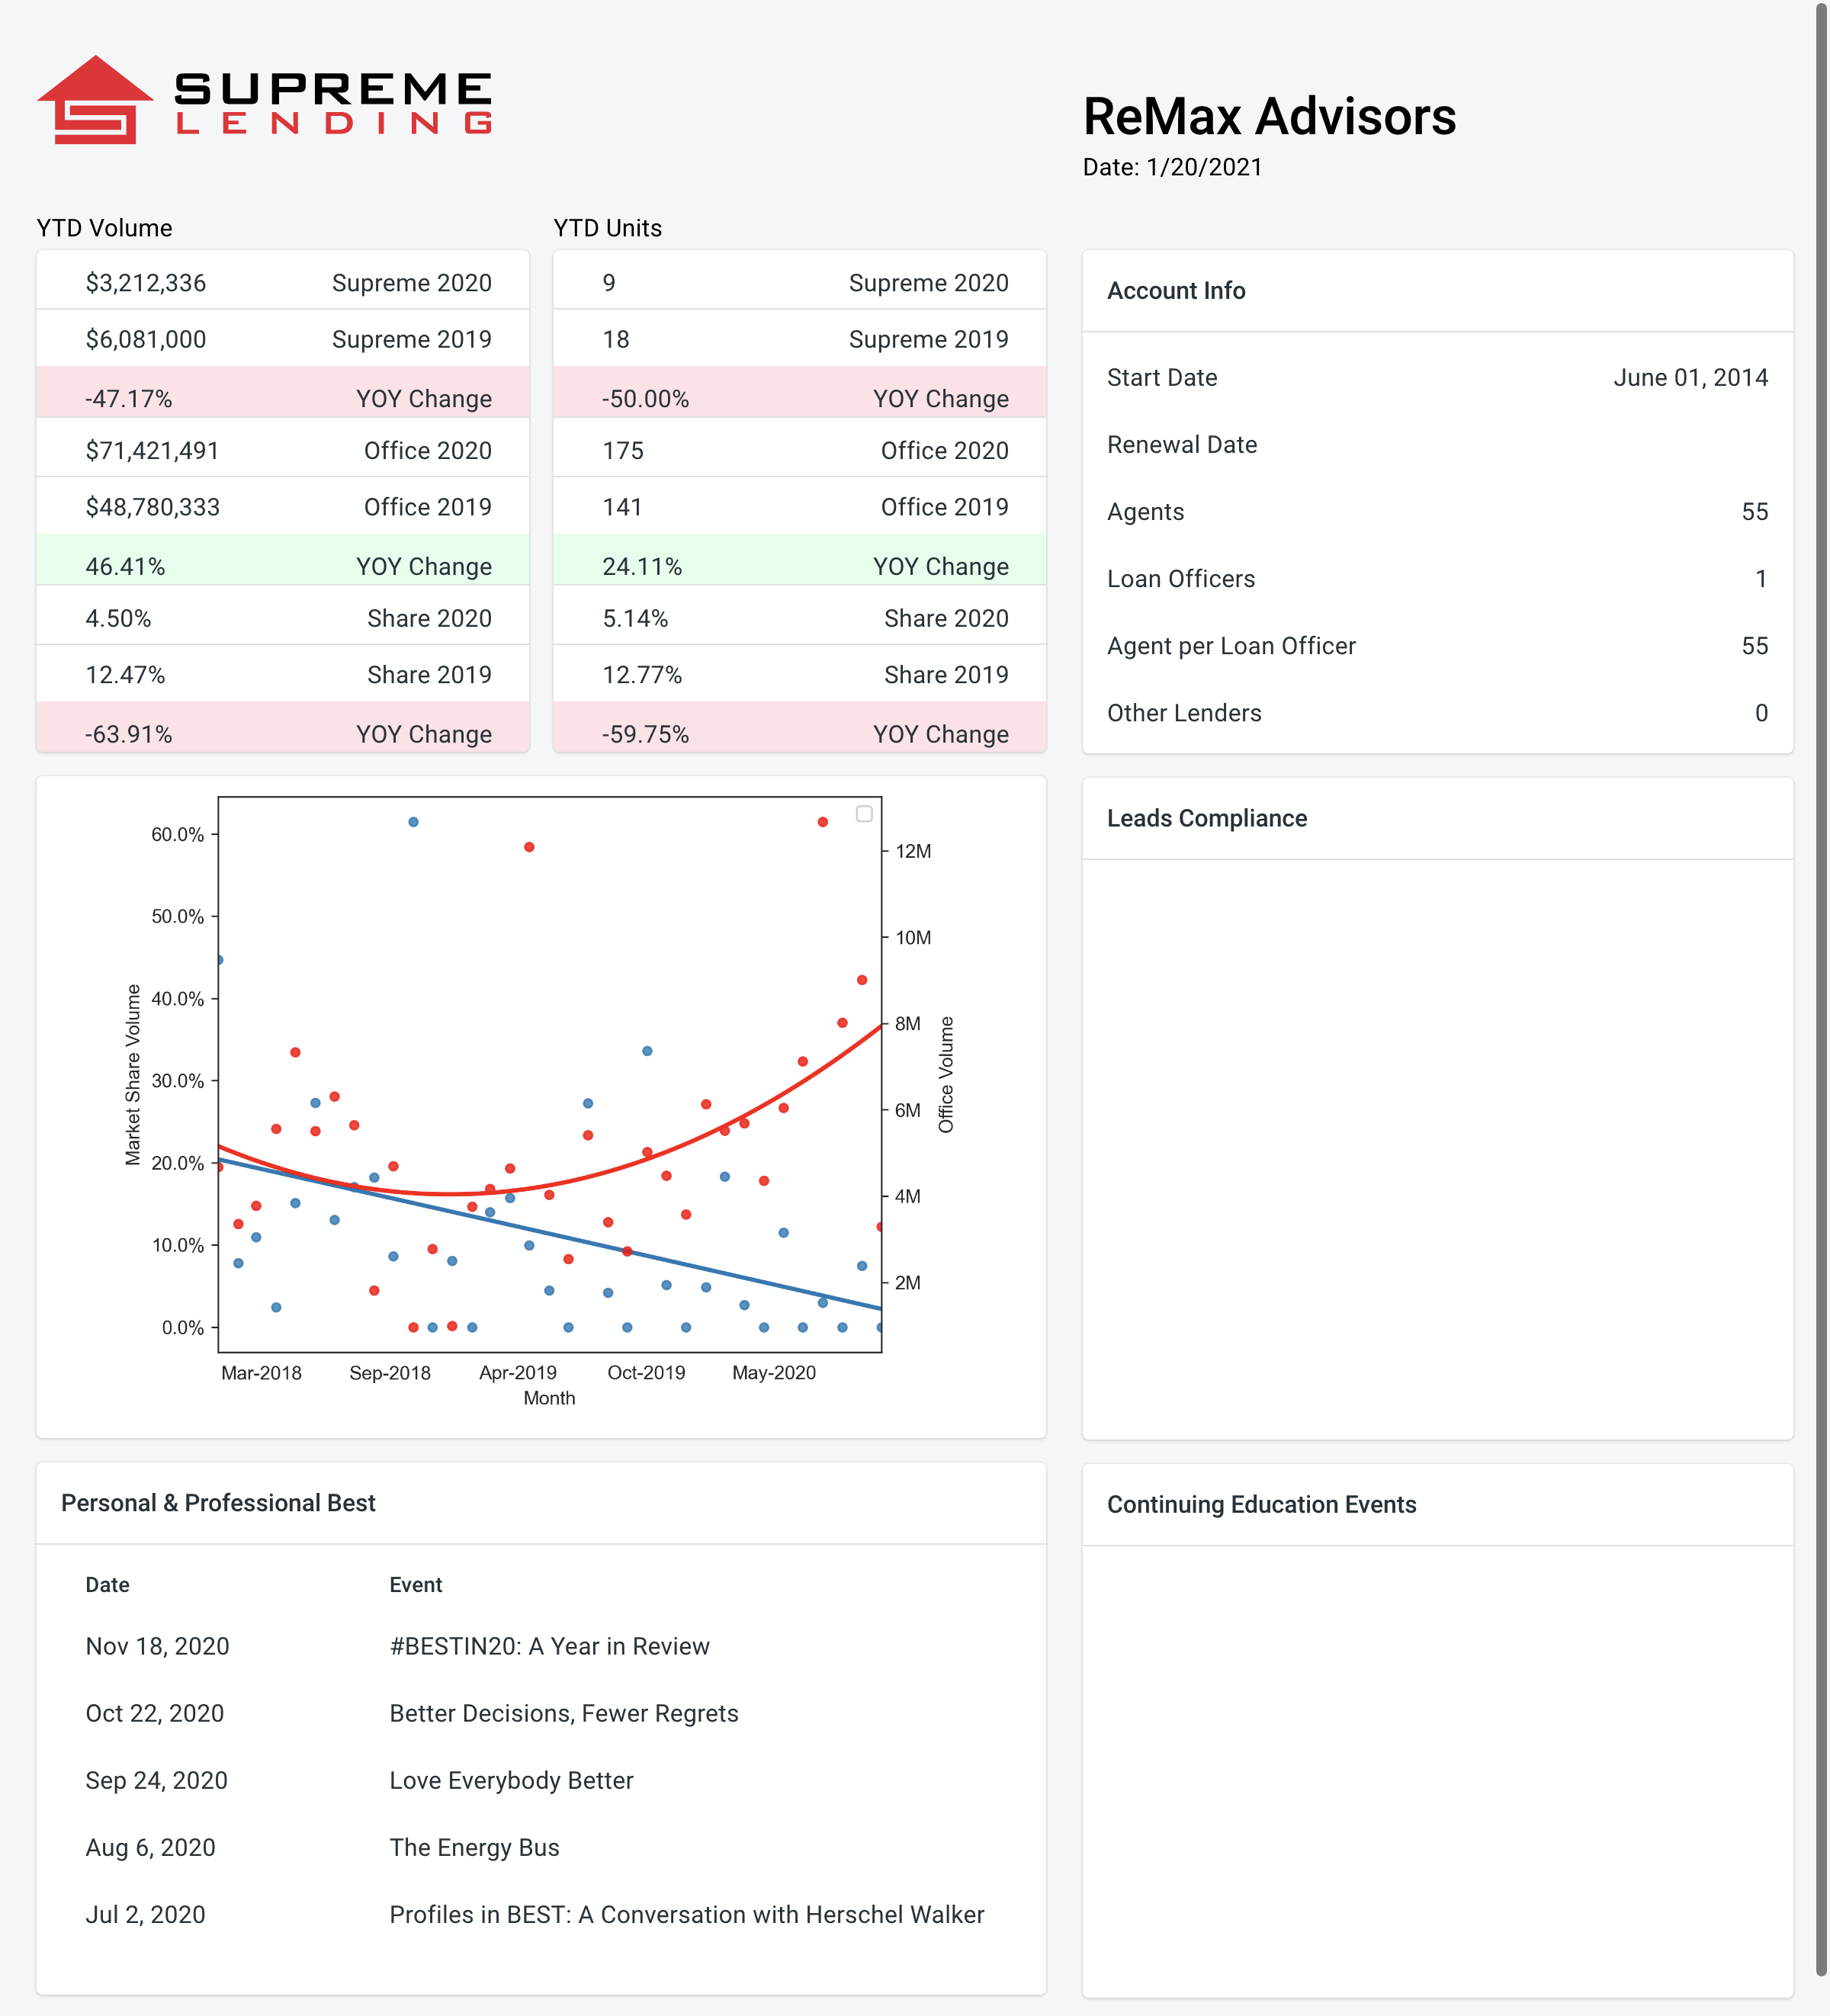 SUPREME
LENDING
ReMax Advisors
Date: 1/20/2021
YTD Volume
$3,212,336 Supreme 2020
$6,081,000 Supreme 2019
-47.17% YOY Change
$71,421,491 Office 2020
$48,780,333 Office 2019
46.41% YOY Change
4.50% Share 2020
12.47% Share 2019
-63.91% YOY Change
YTD Units
9 Supreme 2020
18 Supreme 2019
-50.00% YOY Change
175 Office 2020
141 Office 2019
24.11% YOY Change
5.14% Share 2020
12.77% Share 2019
-59.75% YOY Change
Account Info
Start Date June 01, 2014
Renewal Date
Agents 55
Loan Officers 1
Agent per Loan Officer 55
Other Lenders 0
60.0%
50.0%
40.0%
30.0%
20.0%
10.0%
0.0%
Market Share Volume
12M
10M
8M
6M
4M
2M
Office Volume
Mar-2018 Sep-2018 Apr-2019 Oct-2019 May-2020
Month
Leads Compliance
Personal & Professional Best
Date Event
Nov 18, 2020 #BESTIN20: A Year in Review
Oct 22, 2020 Better Decisions, Fewer Regrets
Sep 24, 2020 Love Everybody Better
Aug 6, 2020 The Energy Bus
Jul 2, 2020 Profiles in BEST: A Conversation with Herschel Walker
Continuing Education Events